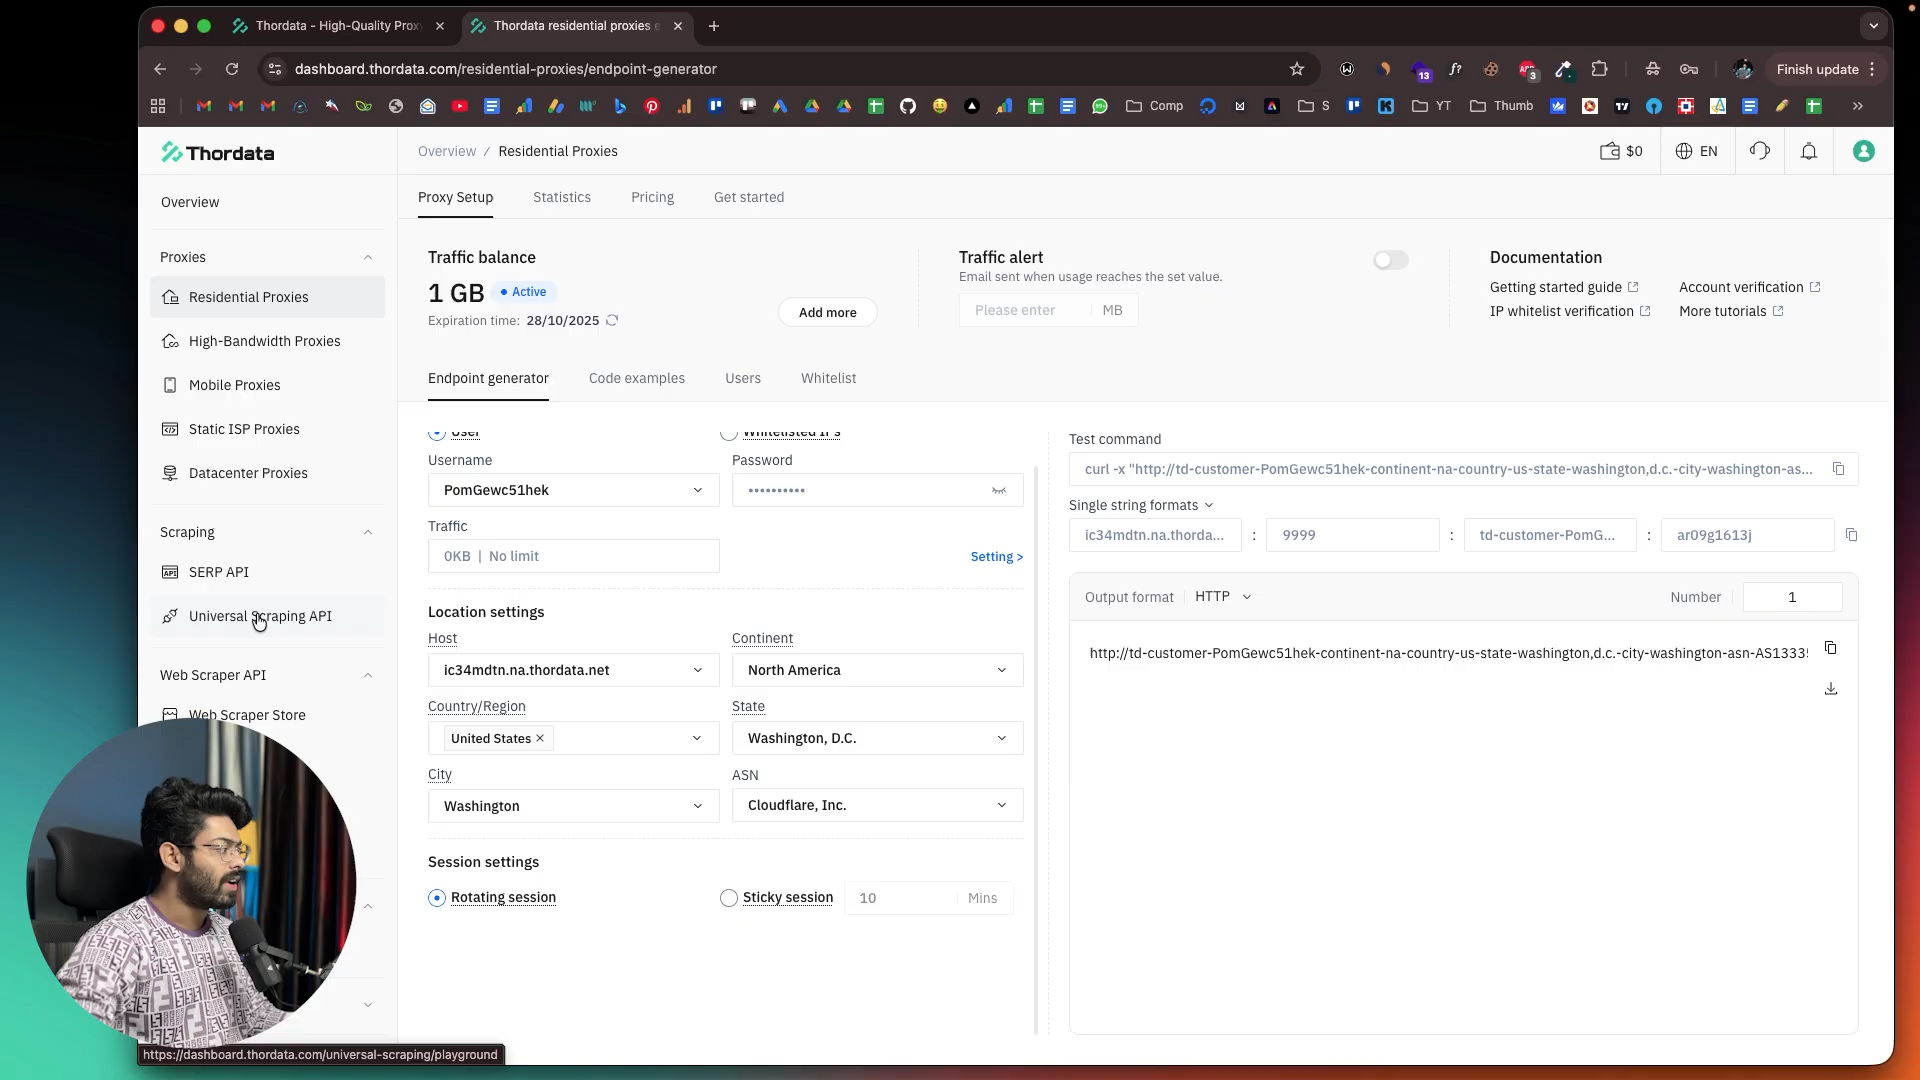 Thordata - High-Quality Proxy
Thordata residential proxies e
dashboard.thordata.com/residential-proxies/endpoint-generator
13
f?
3
Finish update
Comp
S
YT
Thumb
Thordata
Overview / Residential Proxies
$0
EN
Overview
Proxy Setup
Statistics
Pricing
Get started
Proxies
Residential Proxies
High-Bandwidth Proxies
Mobile Proxies
Static ISP Proxies
Datacenter Proxies
Scraping
SERP API
Universal Scraping API
Web Scraper API
Web Scraper Store
Traffic balance
1 GB
Active
Expiration time: 28/10/2025
Add more
Traffic alert
Email sent when usage reaches the set value.
Please enter
MB
Documentation
Getting started guide
Account verification
IP whitelist verification
More tutorials
Endpoint generator
Code examples
Users
Whitelist
User
Whitelisted IPs
Username
Password
PomGewc51hek
••••••••••
Traffic
0KB | No limit
Setting >
Location settings
Host
Continent
ic34mdtn.na.thordata.net
North America
Country/Region
State
United States
Washington, D.C.
City
ASN
Washington
Cloudflare, Inc.
Session settings
Rotating session
Sticky session
10
Mins
Test command
curl -x "http://td-customer-PomGewc51hek-continent-na-country-us-state-washington,d.c.-city-washington-as...
Single string formats
ic34mdtn.na.thorda... : 9999 : td-customer-PomG... : ar09g1613j
Output format
HTTP
Number
1
http://td-customer-PomGewc51hek-continent-na-country-us-state-washington,d.c.-city-washington-asn-AS1333
https://dashboard.thordata.com/universal-scraping/playground